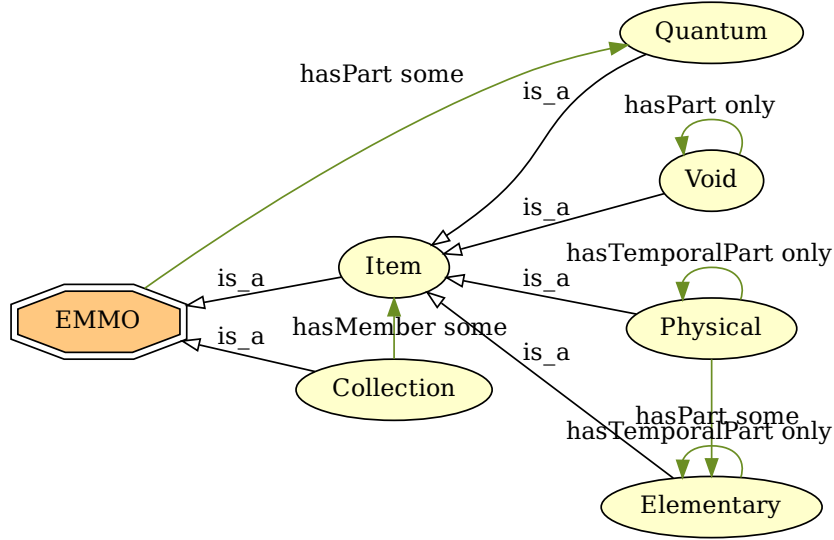 Quantum
hasPart some
is_a
hasPart only
Void
is_a
hasTemporalPart only
Item
is_a
is_a
EMMO
Physical
hasMember some
is_a
is_a
Collection
hasPart some
hasTemporalPart only
Elementary